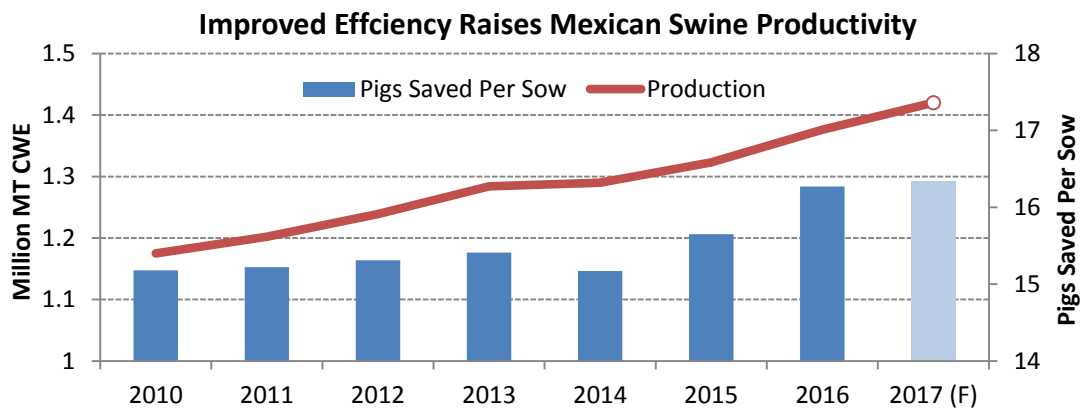 Improved Effciency Raises Mexican Swine Productivity
Pigs Saved Per Sow
Production
Million MT CWE
1.5
1.4
1.3
1.2
1.1
1
18
17
16
15
14
Pigs Saved Per Sow
2010 2011 2012 2013 2014 2015 2016 2017 (F)